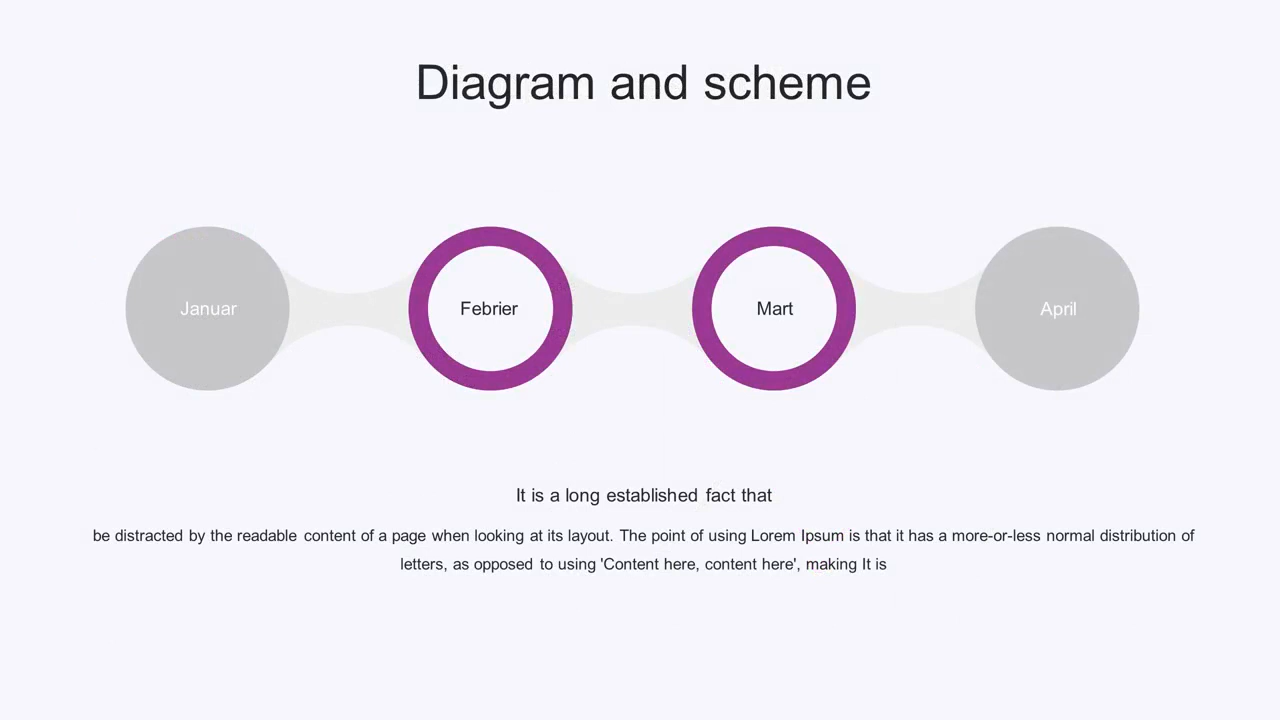 Diagram and scheme
Januar
Febrier
Mart
April
It is a long established fact that
be distracted by the readable content of a page when looking at its layout. The point of using Lorem Ipsum is that it has a more-or-less normal distribution of
letters, as opposed to using 'Content here, content here', making It is